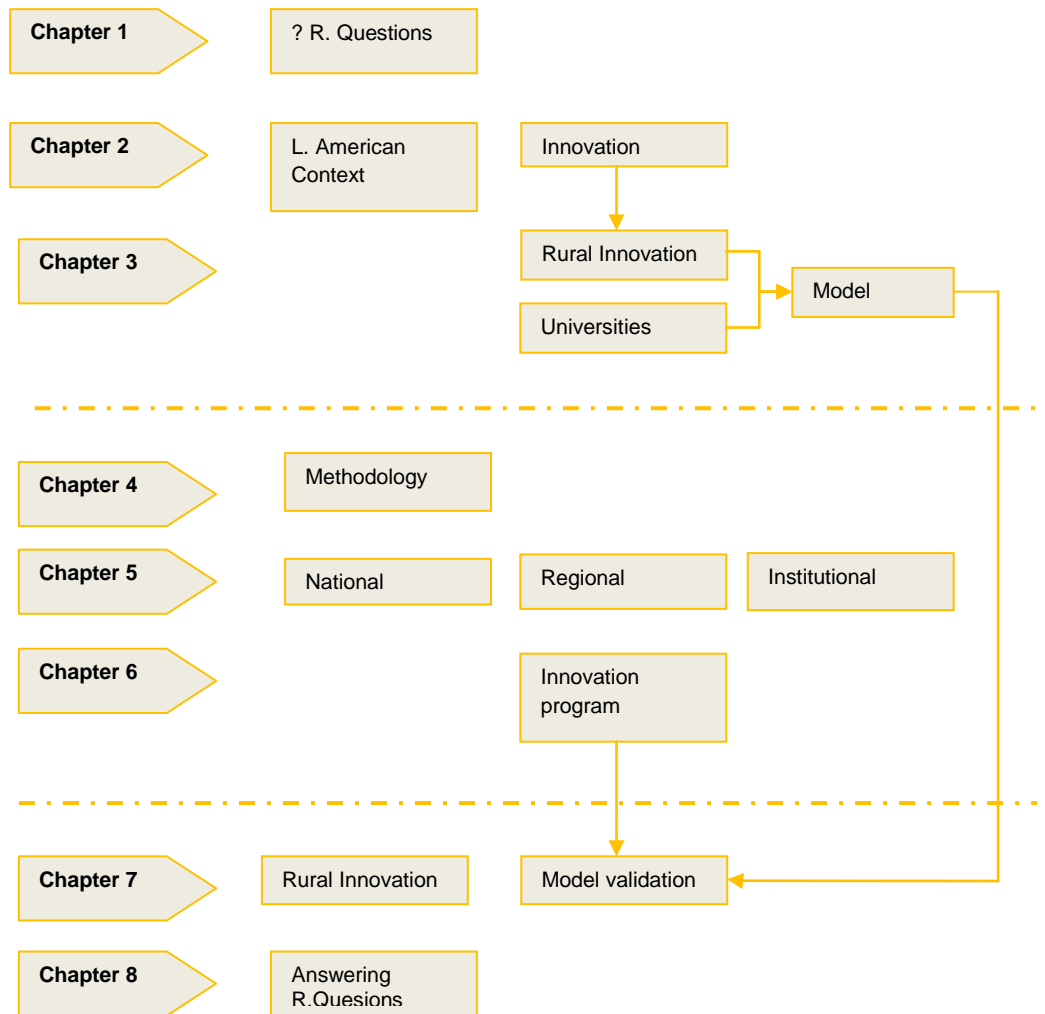 Chapter 1
? R. Questions
Chapter 2
L. American
Context
Innovation
Chapter 3
Rural Innovation
Model
Universities
Chapter 4
Methodology
Chapter 5
National
Regional
Institutional
Chapter 6
Innovation
program
Chapter 7
Rural Innovation
Model validation
Chapter 8
Answering
R.Quesions